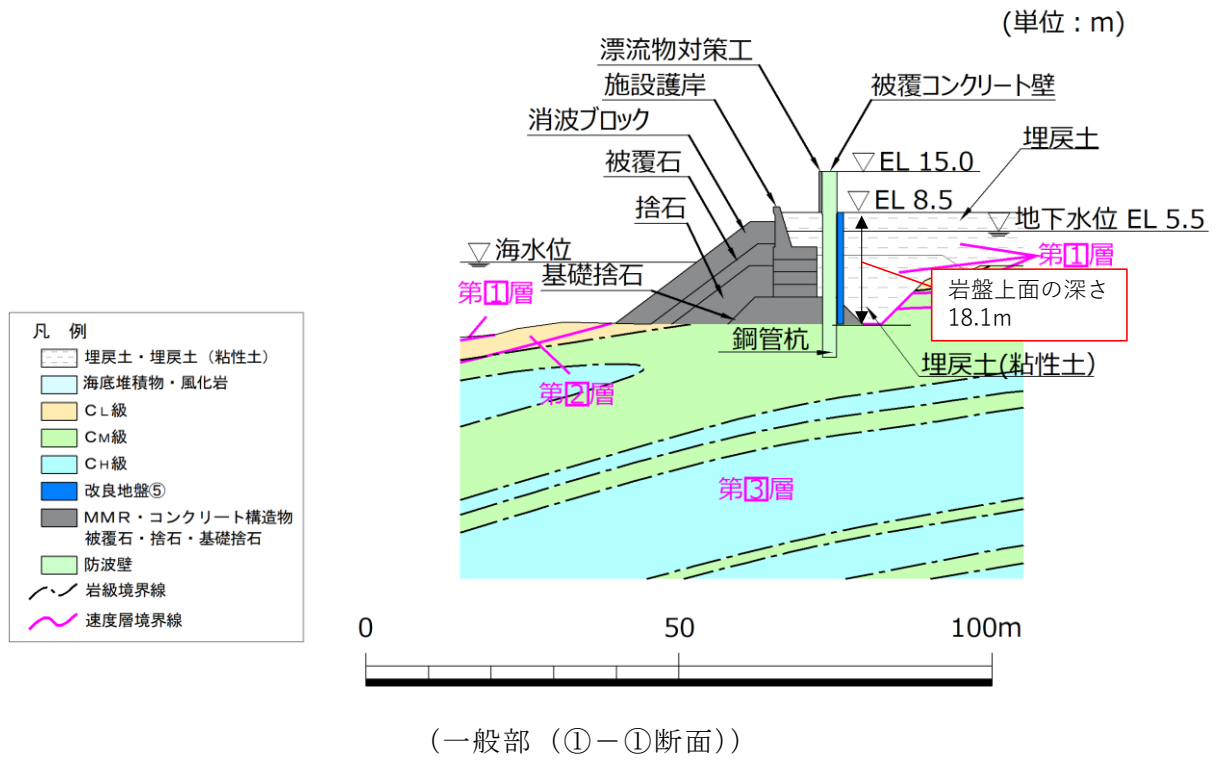 (単位：m)
漂流物対策工
施設護岸
被覆コンクリート壁
消波ブロック
埋戻土
被覆石
▽ EL 15.0
捨石
▽ EL 8.5
地下水位 EL 5.5
海水位
第1層
基礎捨石
第1層
岩盤上面の深さ
18.1m
鋼管杭
埋戻土(粘性土)
第2層
第3層
凡 例
埋戻土・埋戻土（粘性土）
海底堆積物・風化岩
CL級
CM級
CH級
改良地盤⑤
MMR・コンクリート構造物
被覆石・捨石・基礎捨石
防波壁
岩級境界線
速度層境界線
0 50 100m
(一般部（①－①断面）)